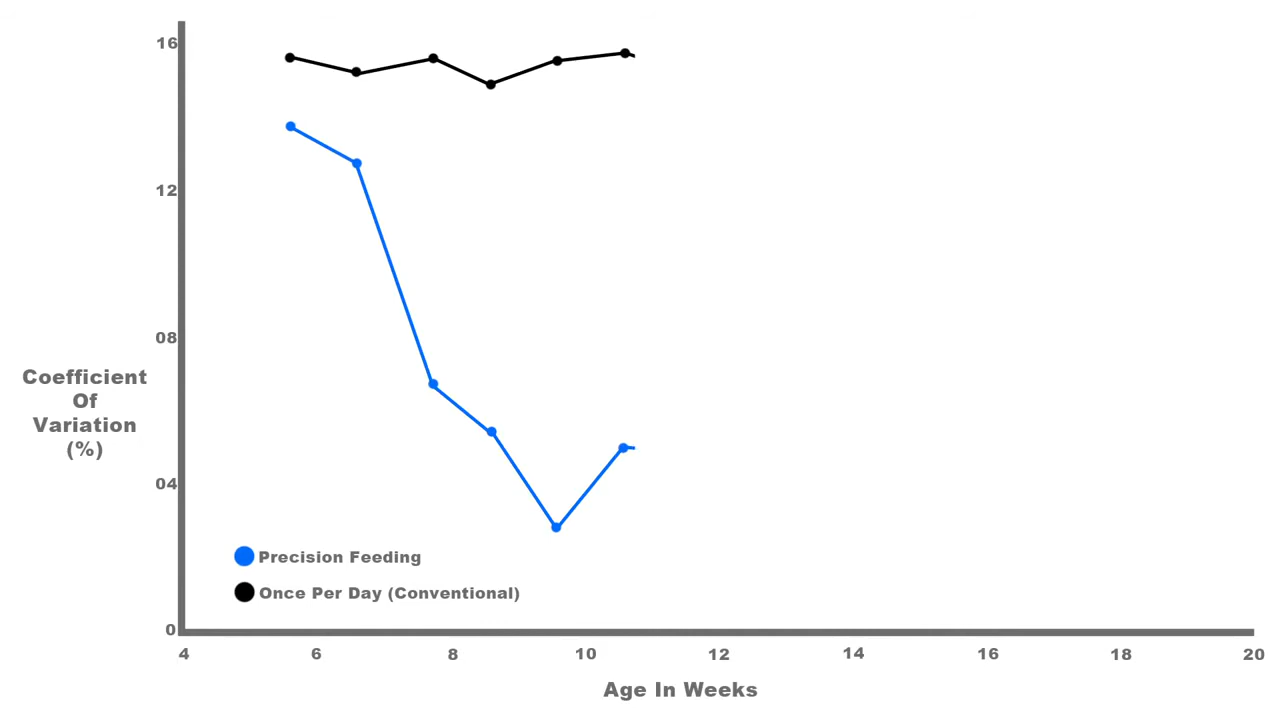 16
12
08
Coefficient
Of
Variation
(%)
04
Precision Feeding
Once Per Day (Conventional)
0
4 6 8 10 12 14 16 18 20
Age In Weeks